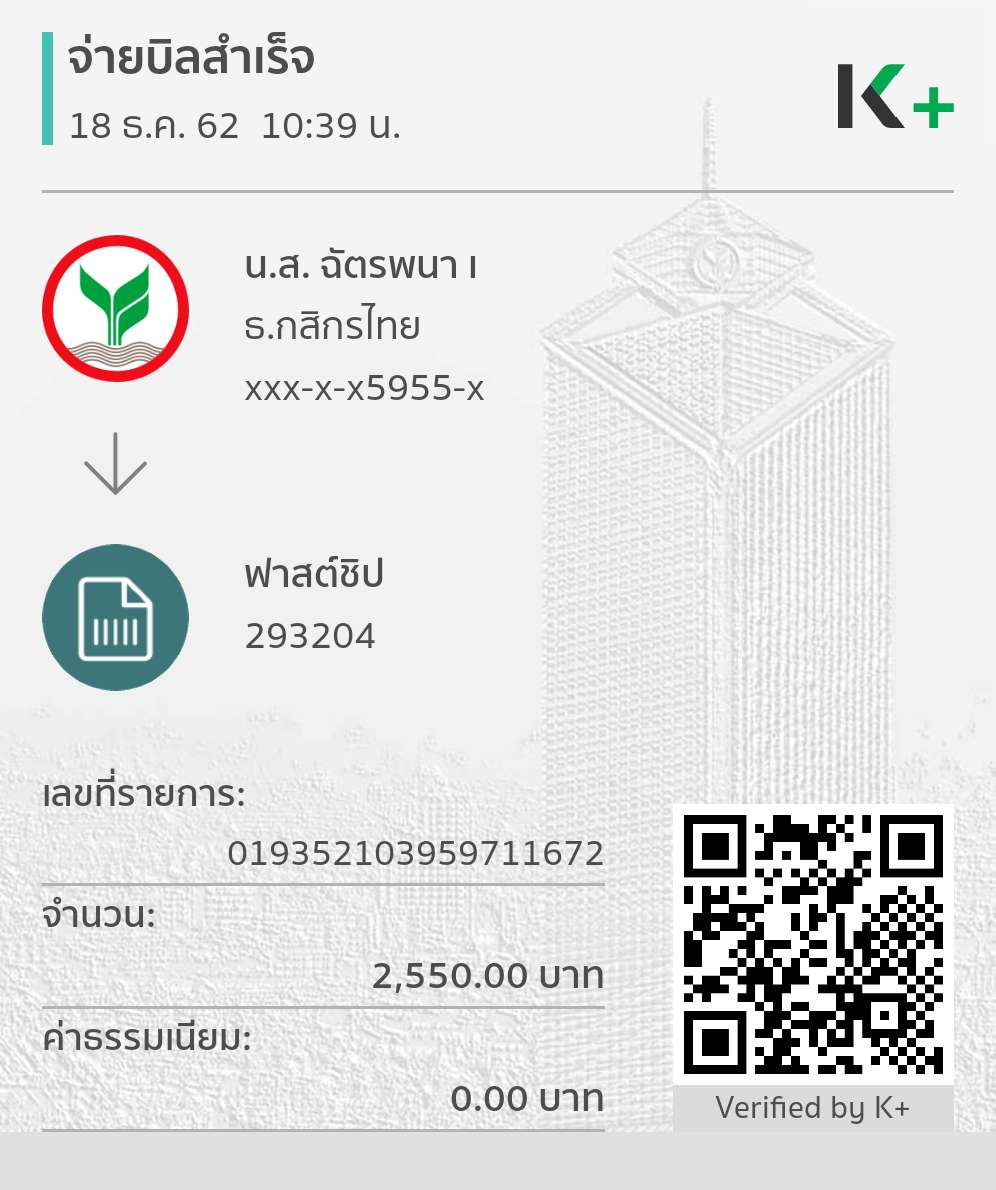 จ่ายบิลสำเร็จ
18 ธ.ค. 62 10:39 น.
K+
น.ส. ฉัตรพนา เ
ธ.กสิกรไทย
xxx-x-x5955-x
ฟาสต์ชิป
293204
เลขที่รายการ:
019352103959711672
จำนวน:
2,550.00 บาท
ค่าธรรมเนียม:
0.00 บาท
Verified by K+